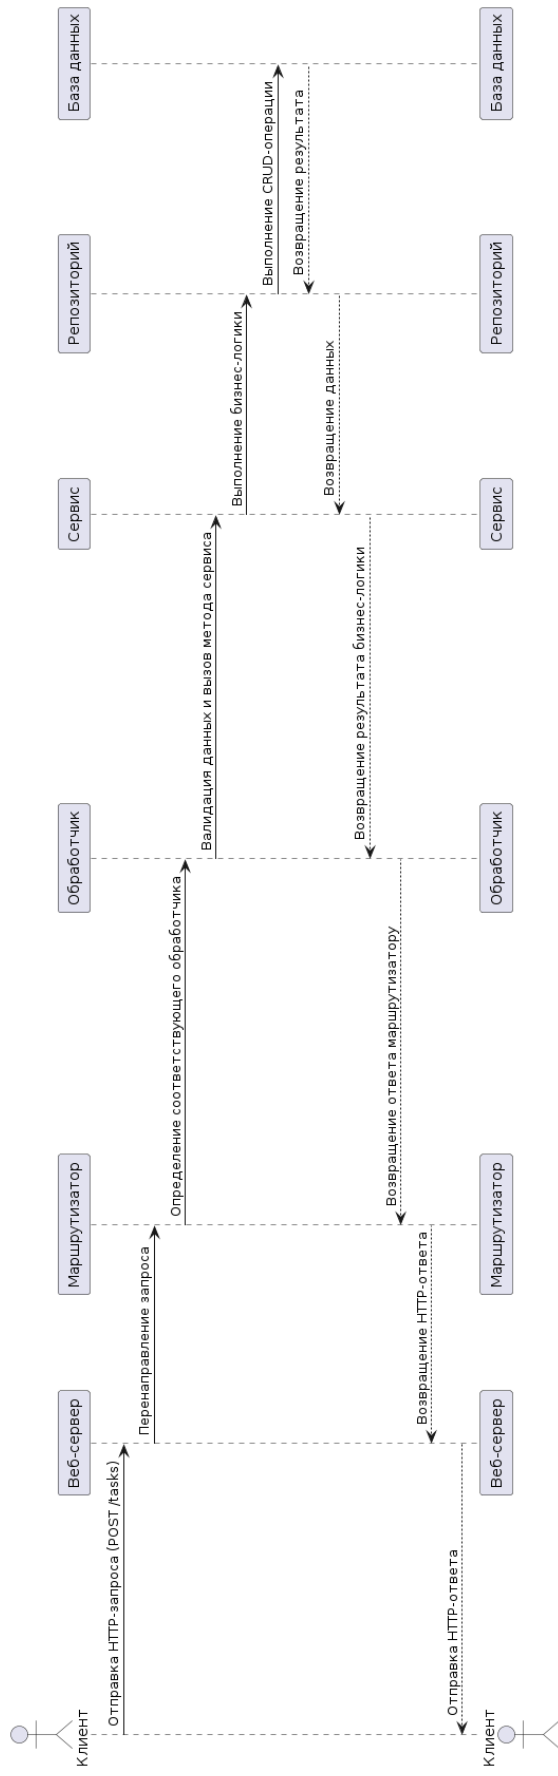 Клиент
Веб-сервер
Маршрутизатор
Обработчик
Сервис
Репозиторий
База данных
Отправка HTTP-запроса (POST /tasks)
Перенаправление запроса
Определение соответствующего обработчика
Валидация данных и вызов метода сервиса
Выполнение бизнес-логики
Выполнение CRUD-операции
Возвращение результата
Возвращение данных
Возвращение результата бизнес-логики
Возвращение ответа маршрутизатору
Возвращение HTTP-ответа
Отправка HTTP-ответа
Клиент
Веб-сервер
Маршрутизатор
Обработчик
Сервис
Репозиторий
База данных